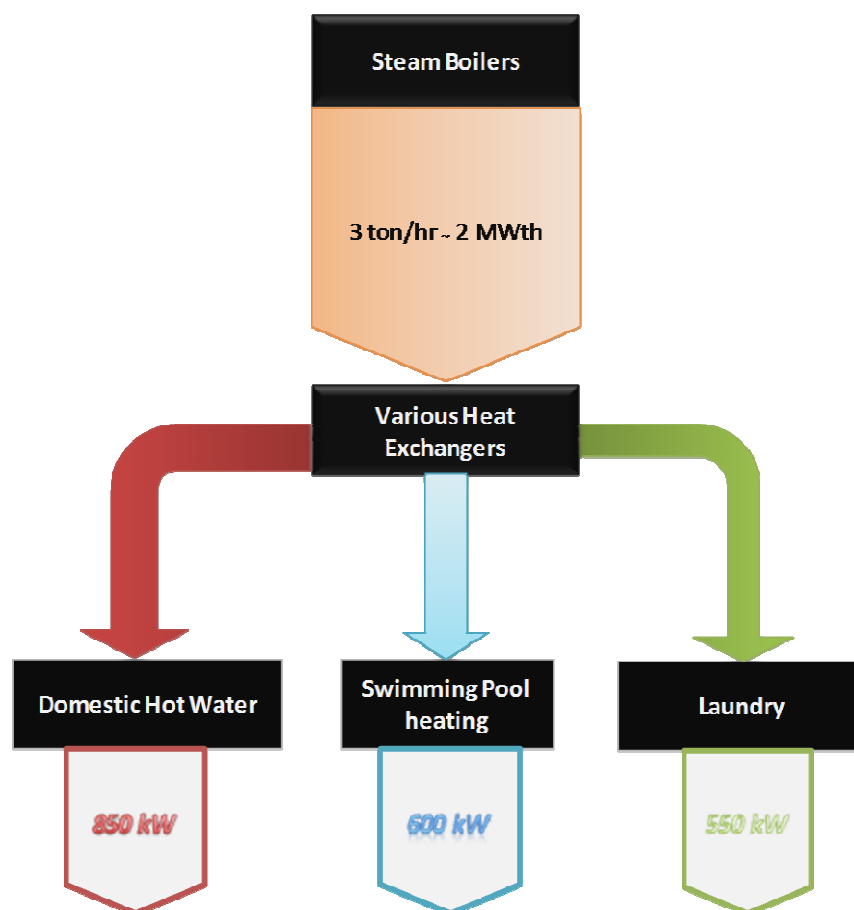 Steam Boilers
3 ton/hr ~ 2 MWth
Various Heat
Exchangers
Domestic Hot Water
Swimming Pool
heating
Laundry
850 kW
600 kW
550 kW